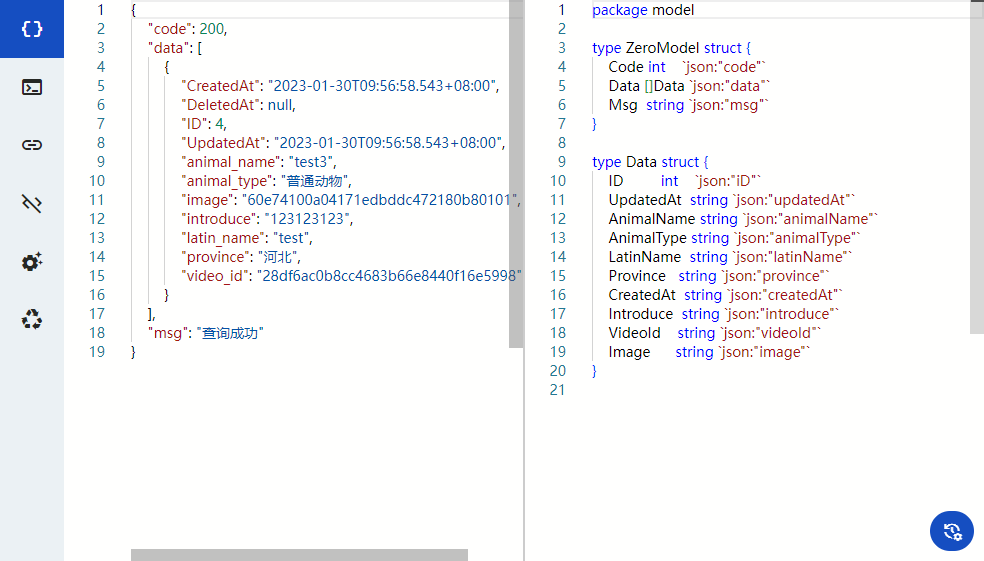 {
"code": 200,
"data": [
{
"CreatedAt": "2023-01-30T09:56:58.543+08:00",
"DeletedAt": null,
"ID": 4,
"UpdatedAt": "2023-01-30T09:56:58.543+08:00",
"animal_name": "test3",
"animal_type": "普通动物",
"image": "60e74100a04171edbddc472180b80101",
"introduce": "123123123",
"latin_name": "test",
"province": "河北",
"video_id": "28df6ac0b8cc4683b66e8440f16e5998"
}
],
"msg": "查询成功"
}
1
2
3
4
5
6
7
8
9
10
11
12
13
14
15
16
17
18
19
package model
type ZeroModel struct {
Code int `json:"code"`
Data []Data `json:"data"`
Msg string `json:"msg"`
}
type Data struct {
ID int `json:"iD"`
UpdatedAt string `json:"updatedAt"`
AnimalName string `json:"animalName"`
AnimalType string `json:"animalType"`
LatinName string `json:"latinName"`
Province string `json:"province"`
CreatedAt string `json:"createdAt"`
Introduce string `json:"introduce"`
VideoId string `json:"videoId"`
Image string `json:"image"`
}
1
2
3
4
5
6
7
8
9
10
11
12
13
14
15
16
17
18
19
20
21